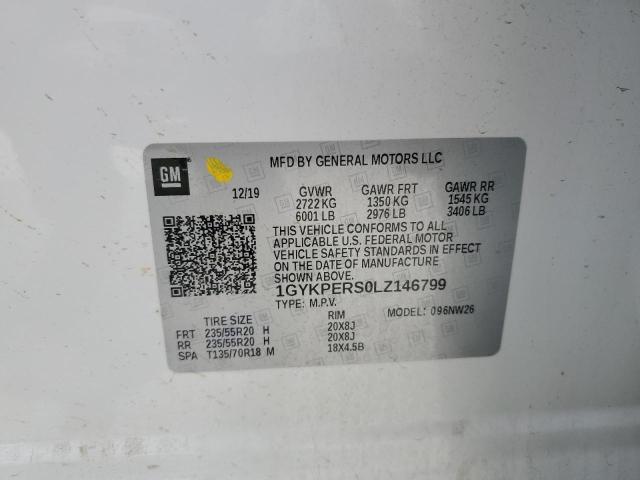 GM
MFD BY GENERAL MOTORS LLC
12/19 GVWR GAWR FRT GAWR RR
2722 KG 1350 KG 1545 KG
6001 LB 2976 LB 3406 LB
THIS VEHICLE CONFORMS TO ALL
APPLICABLE U.S. FEDERAL MOTOR
VEHICLE SAFETY STANDARDS IN EFFECT
ON THE DATE OF MANUFACTURE
SHOWN ABOVE.
1GYKPERS0LZ146799
TYPE: M.P.V. MODEL: 096NW26
TIRE SIZE RIM
FRT 235/55R20 H 20X8J
RR 235/55R20 H 20X8J
SPA T135/70R18 M 18X4.5B